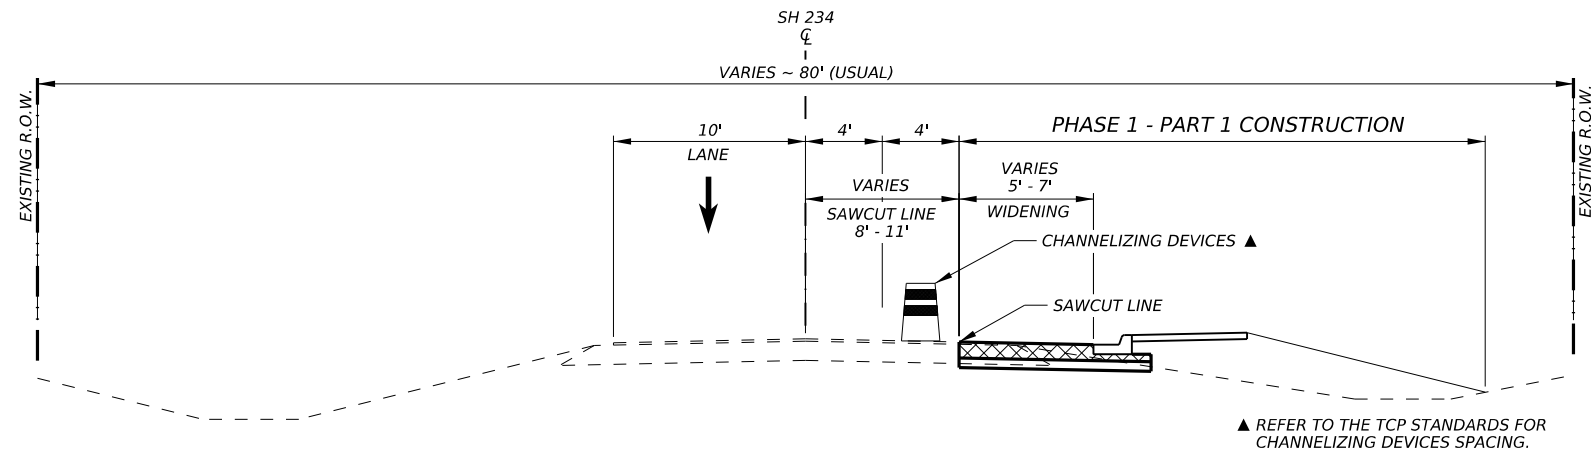 SH 234
℄
VARIES ~ 80' (USUAL)
EXISTING R.O.W.
EXISTING R.O.W.
10'
LANE
4'
4'
PHASE 1 - PART 1 CONSTRUCTION
VARIES
SAWCUT LINE
8' - 11'
VARIES
5' - 7'
WIDENING
CHANNELIZING DEVICES ▲
SAWCUT LINE
▲ REFER TO THE TCP STANDARDS FOR
CHANNELIZING DEVICES SPACING.